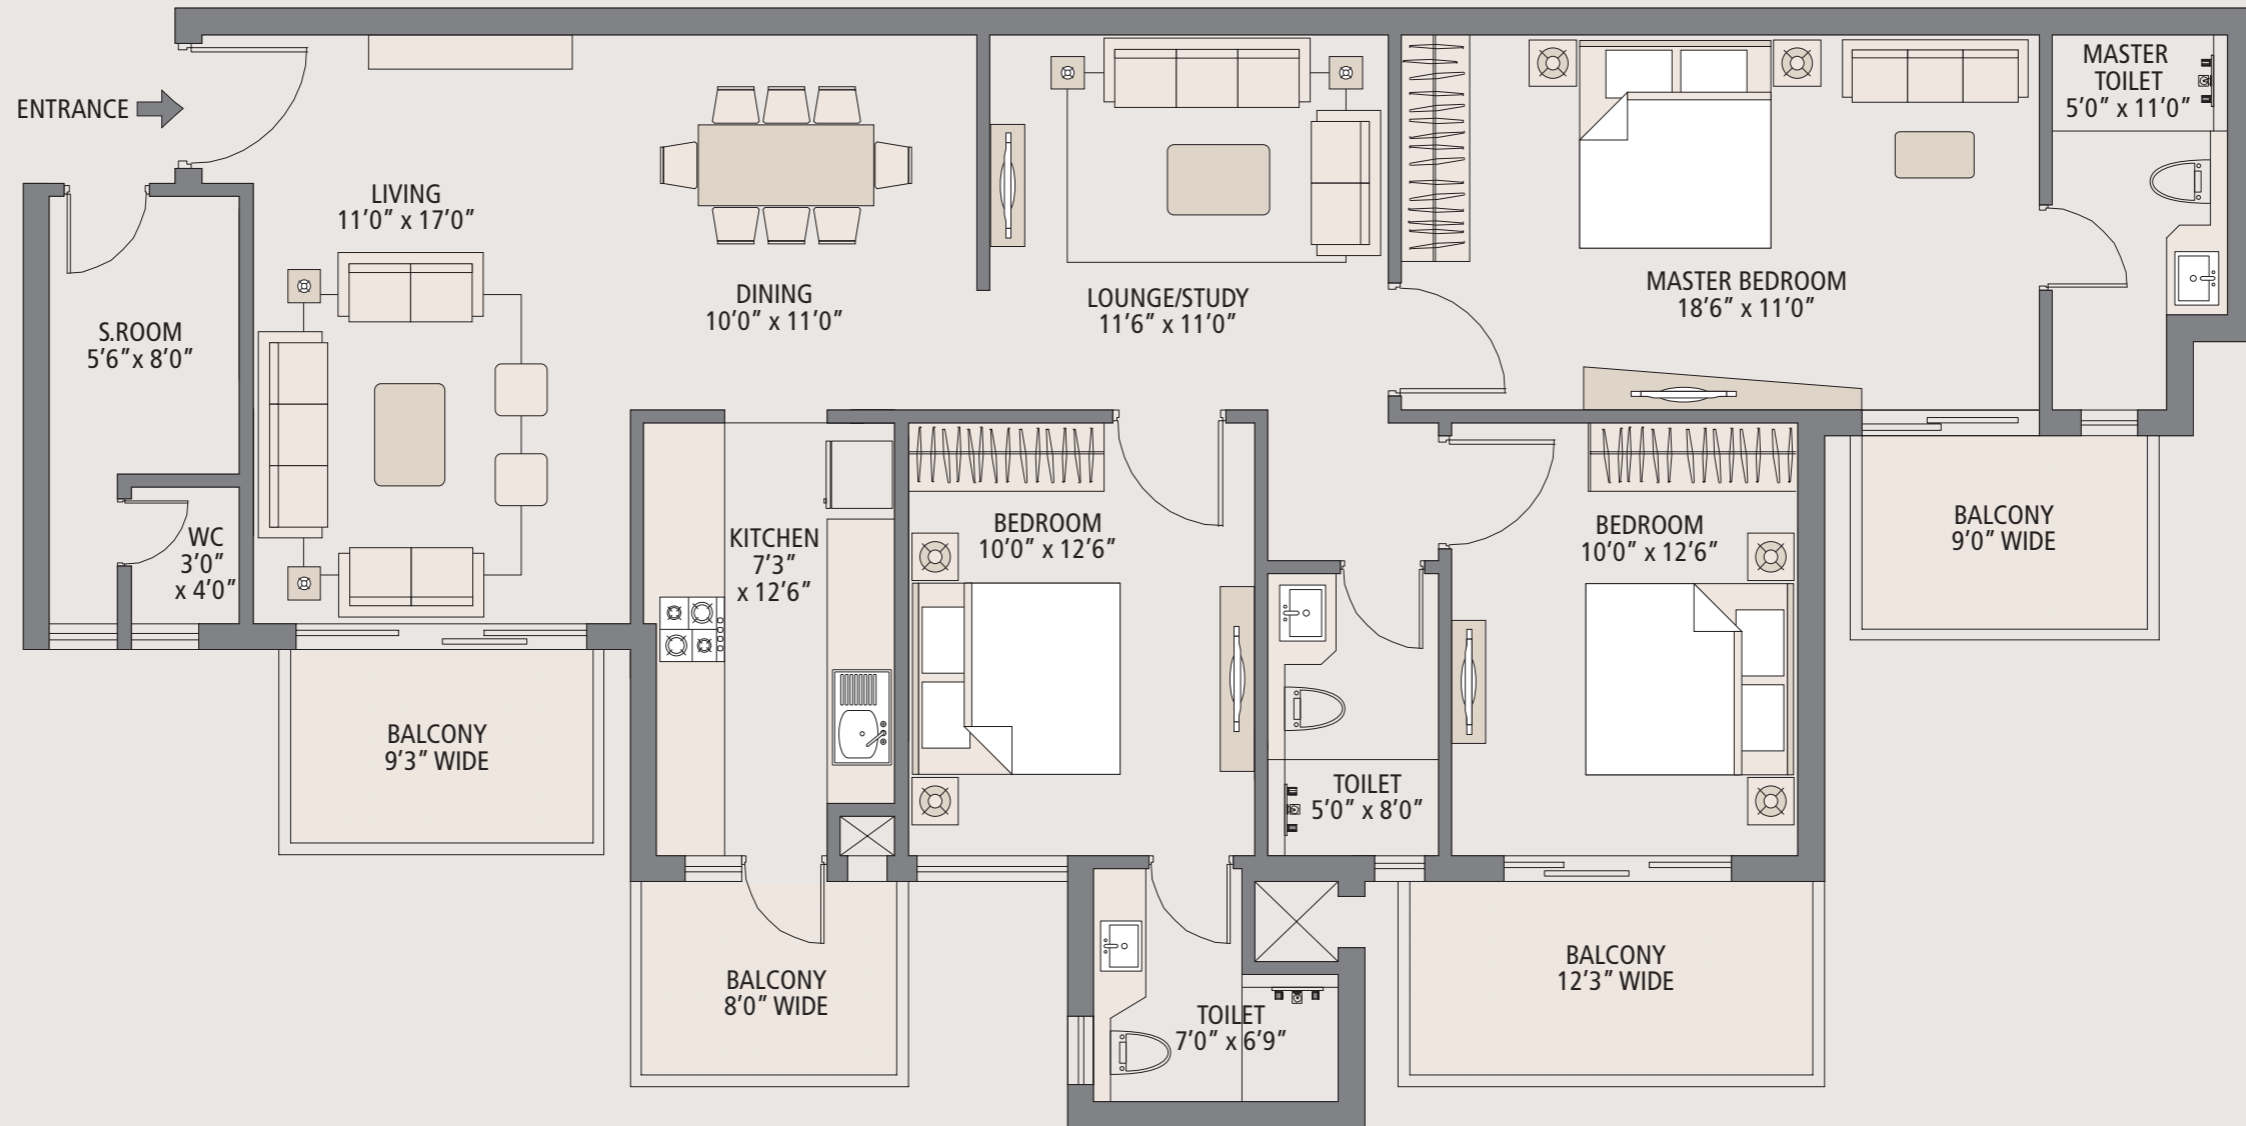 ENTRANCE
LIVING
11’0” x 17’0”
DINING
10’0” x 11’0”
LOUNGE/STUDY
11’6” x 11’0”
MASTER BEDROOM
18’6” x 11’0”
MASTER
TOILET
5’0” x 11’0”
S.ROOM
5’6”x 8’0”
WC
3’0”
x 4’0”
KITCHEN
7’3”
x 12’6”
BEDROOM
10’0” x 12’6”
BEDROOM
10’0” x 12’6”
BALCONY
9’0” WIDE
BALCONY
9’3” WIDE
TOILET
5’0” x 8’0”
BALCONY
8’0” WIDE
TOILET
7’0” x 6’9”
BALCONY
12’3” WIDE